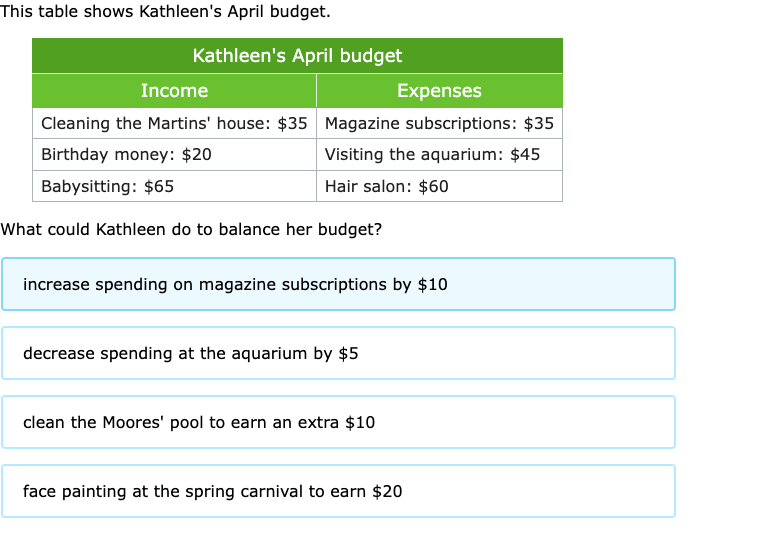 This table shows Kathleen's April budget.
Kathleen's April budget
Income Expenses
Cleaning the Martins' house: $35 Magazine subscriptions: $35
Birthday money: $20 Visiting the aquarium: $45
Babysitting: $65 Hair salon: $60
What could Kathleen do to balance her budget?
increase spending on magazine subscriptions by $10
decrease spending at the aquarium by $5
clean the Moores' pool to earn an extra $10
face painting at the spring carnival to earn $20